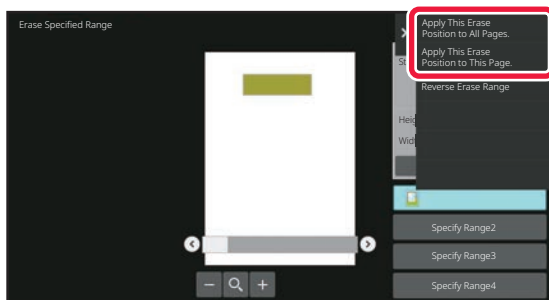 Erase Specified Range
Apply This Erase
Position to All Pages.
Apply This Erase
Position to This Page.
Reverse Erase Range
Specify Range2
Specify Range3
Specify Range4